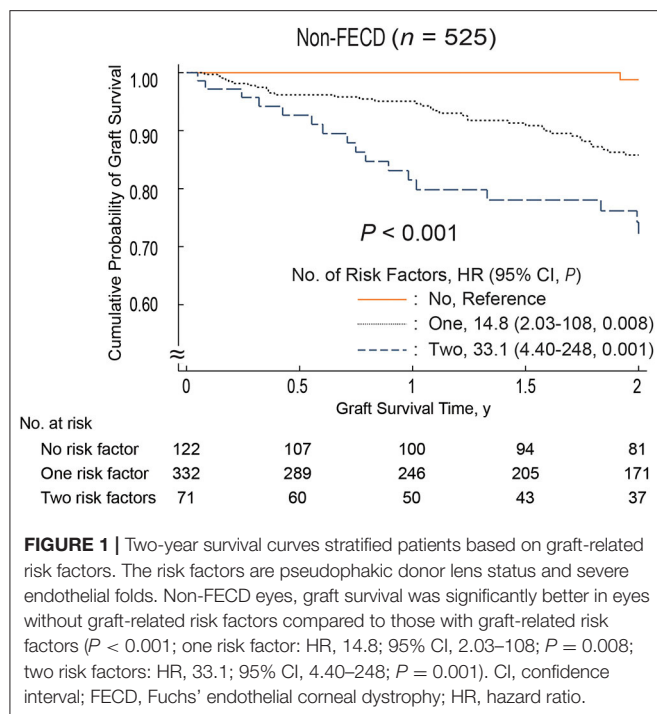 Non-FECD (n = 525)
Cumulative Probability of Graft Survival
1.00
0.90
0.80
0.70
0.60
P < 0.001
No. of Risk Factors, HR (95% CI, P)
: No, Reference
: One, 14.8 (2.03-108, 0.008)
: Two, 33.1 (4.40-248, 0.001)
≈
0 0.5 1 1.5 2
Graft Survival Time, y
No. at risk
No risk factor 122 107 100 94 81
One risk factor 332 289 246 205 171
Two risk factors 71 60 50 43 37
FIGURE 1 | Two-year survival curves stratified patients based on graft-related
risk factors. The risk factors are pseudophakic donor lens status and severe
endothelial folds. Non-FECD eyes, graft survival was significantly better in eyes
without graft-related risk factors compared to those with graft-related risk
factors (P < 0.001; one risk factor: HR, 14.8; 95% CI, 2.03–108; P = 0.008;
two risk factors: HR, 33.1; 95% CI, 4.40–248; P = 0.001). CI, confidence
interval; FECD, Fuchs’ endothelial corneal dystrophy; HR, hazard ratio.